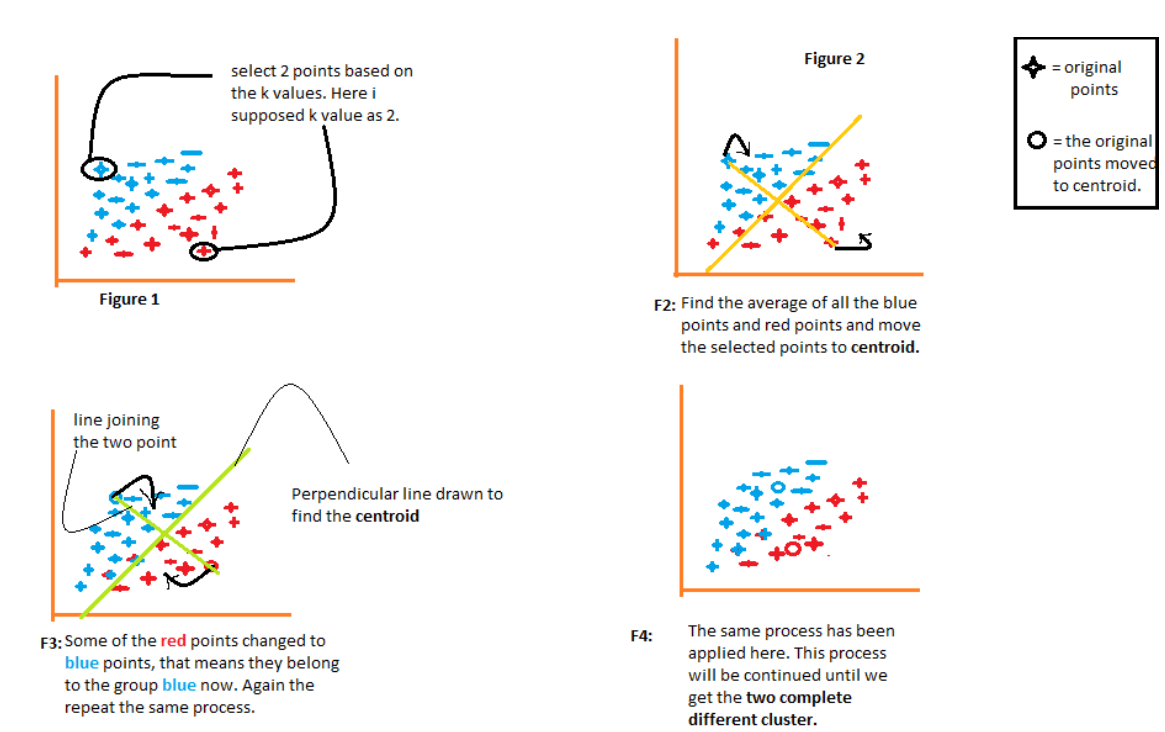 select 2 points based on
the k values. Here i
supposed k value as 2.
Figure 1
Figure 2
= original
points
= the original
points moved
to centroid.
F2: Find the average of all the blue
points and red points and move
the selected points to centroid.
line joining
the two point
Perpendicular line drawn to
find the centroid
F3: Some of the red points changed to
blue points, that means they belong
to the group blue now. Again the
repeat the same process.
F4: The same process has been
applied here. This process
will be continued until we
get the two complete
different cluster.